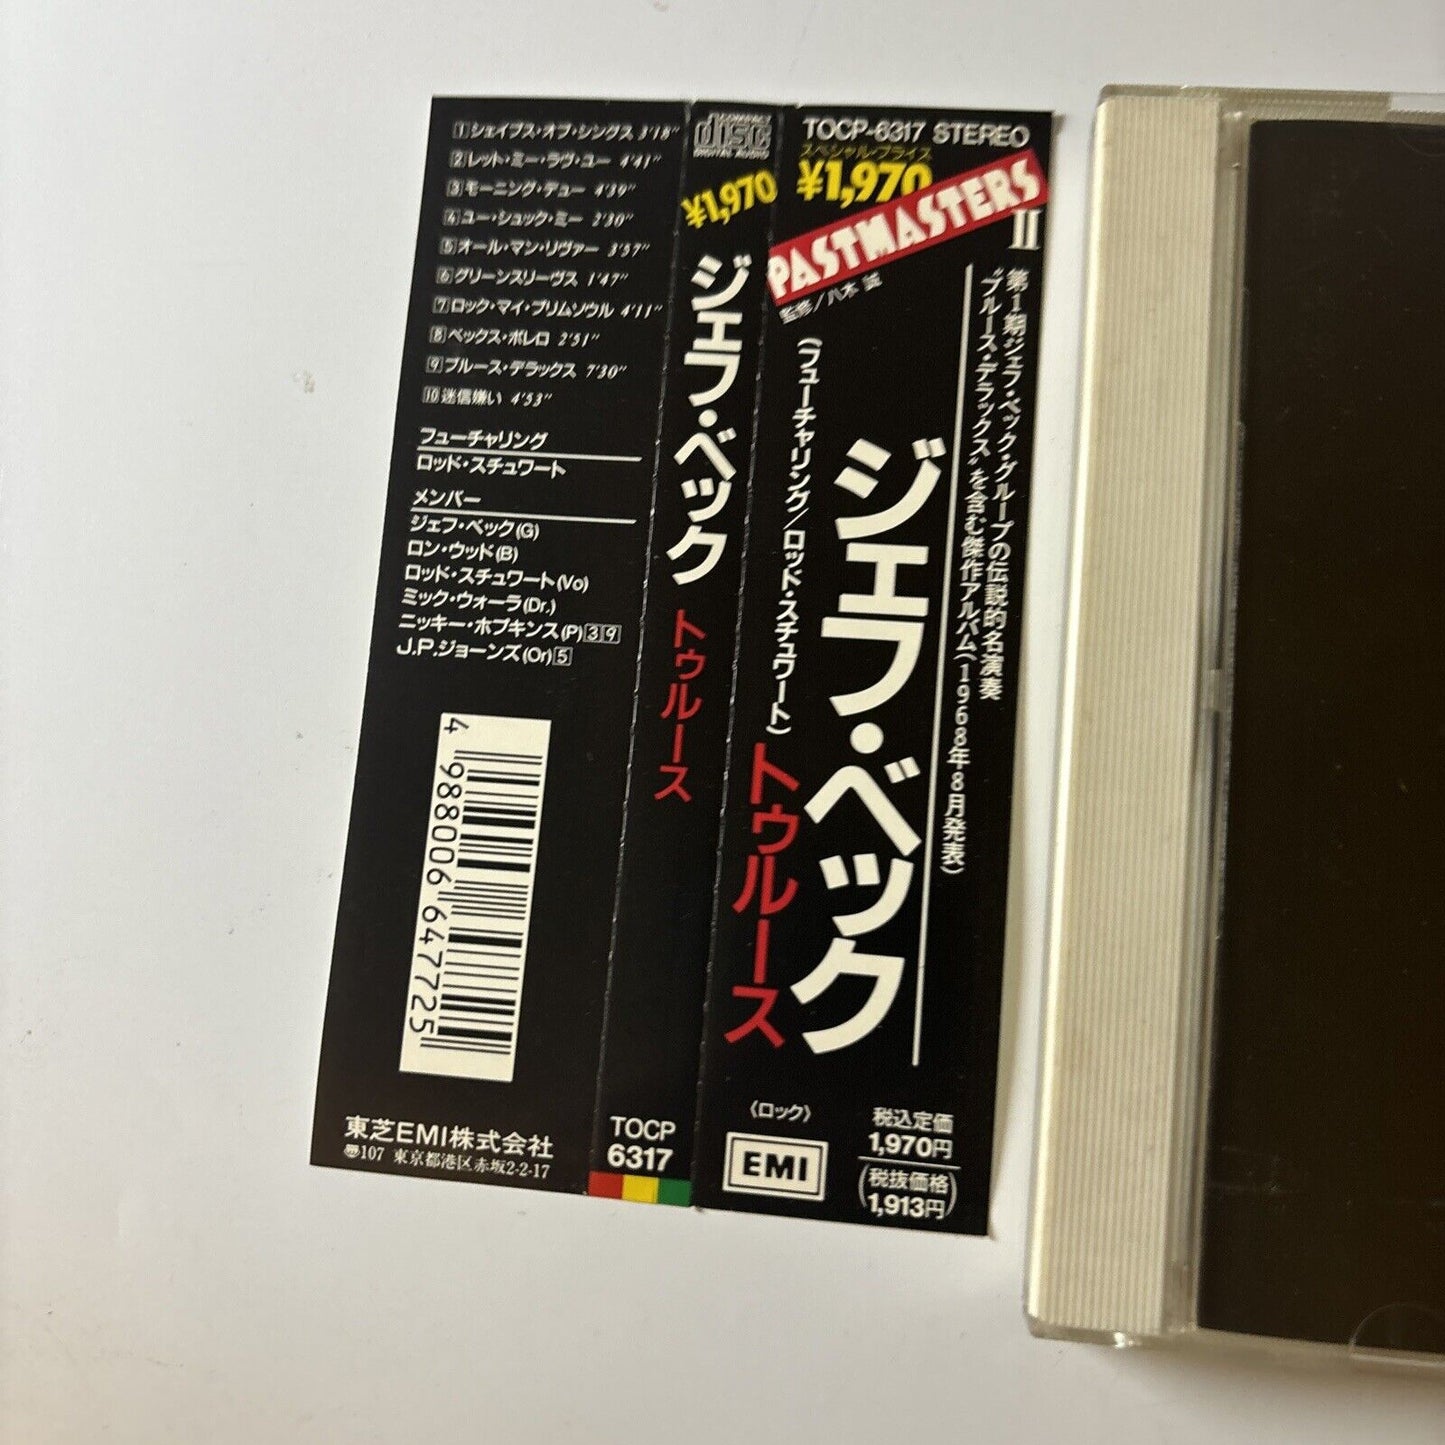 1 シェイプス・オブ・シングス 3'18"
2 レット・ミー・ラヴ・ユー 4'41"
3 モーニング・デュー 4'39"
4 ユー・シュック・ミー 2'30"
5 オール・マン・リヴァー 3'57"
6 グリーンスリーヴス 1'47"
7 ロック・マイ・プリムソウル 4'11"
8 ベックス・ボレロ 2'51"
9 ブルース・デラックス 7'30"
10 迷信嫌い 4'53"
フューチャリング
ロッド・スチュワート
メンバー
ジェフ・ベック(G)
ロン・ウッド(B)
ロッド・スチュワート(Vo)
ミック・ウォーラ(Dr.)
ニッキー・ホプキンス(P)3 9
J.P.ジョーンズ(Or)5
4 988006 647725
東芝EMI株式会社
〠107 東京都港区赤坂2-2-17
COMPACT
disc
DIGITAL AUDIO
¥1,970
ジェフ・ベック
トゥルース
TOCP
6317
TOCP-6317 STEREO
スペシャル・プライス
¥1,970
PASTMASTERS
II
監修/八木 誠
第1期ジェフ・ベック・グループの伝説的名演奏
"ブルース・デラックス"を含む傑作アルバム(1968年8月発表)
ジェフ・ベック
(フューチャリング/ロッド・スチュワート)
トゥルース
〈ロック〉
EMI
税込定価
1,970円
(税抜価格
1,913円)